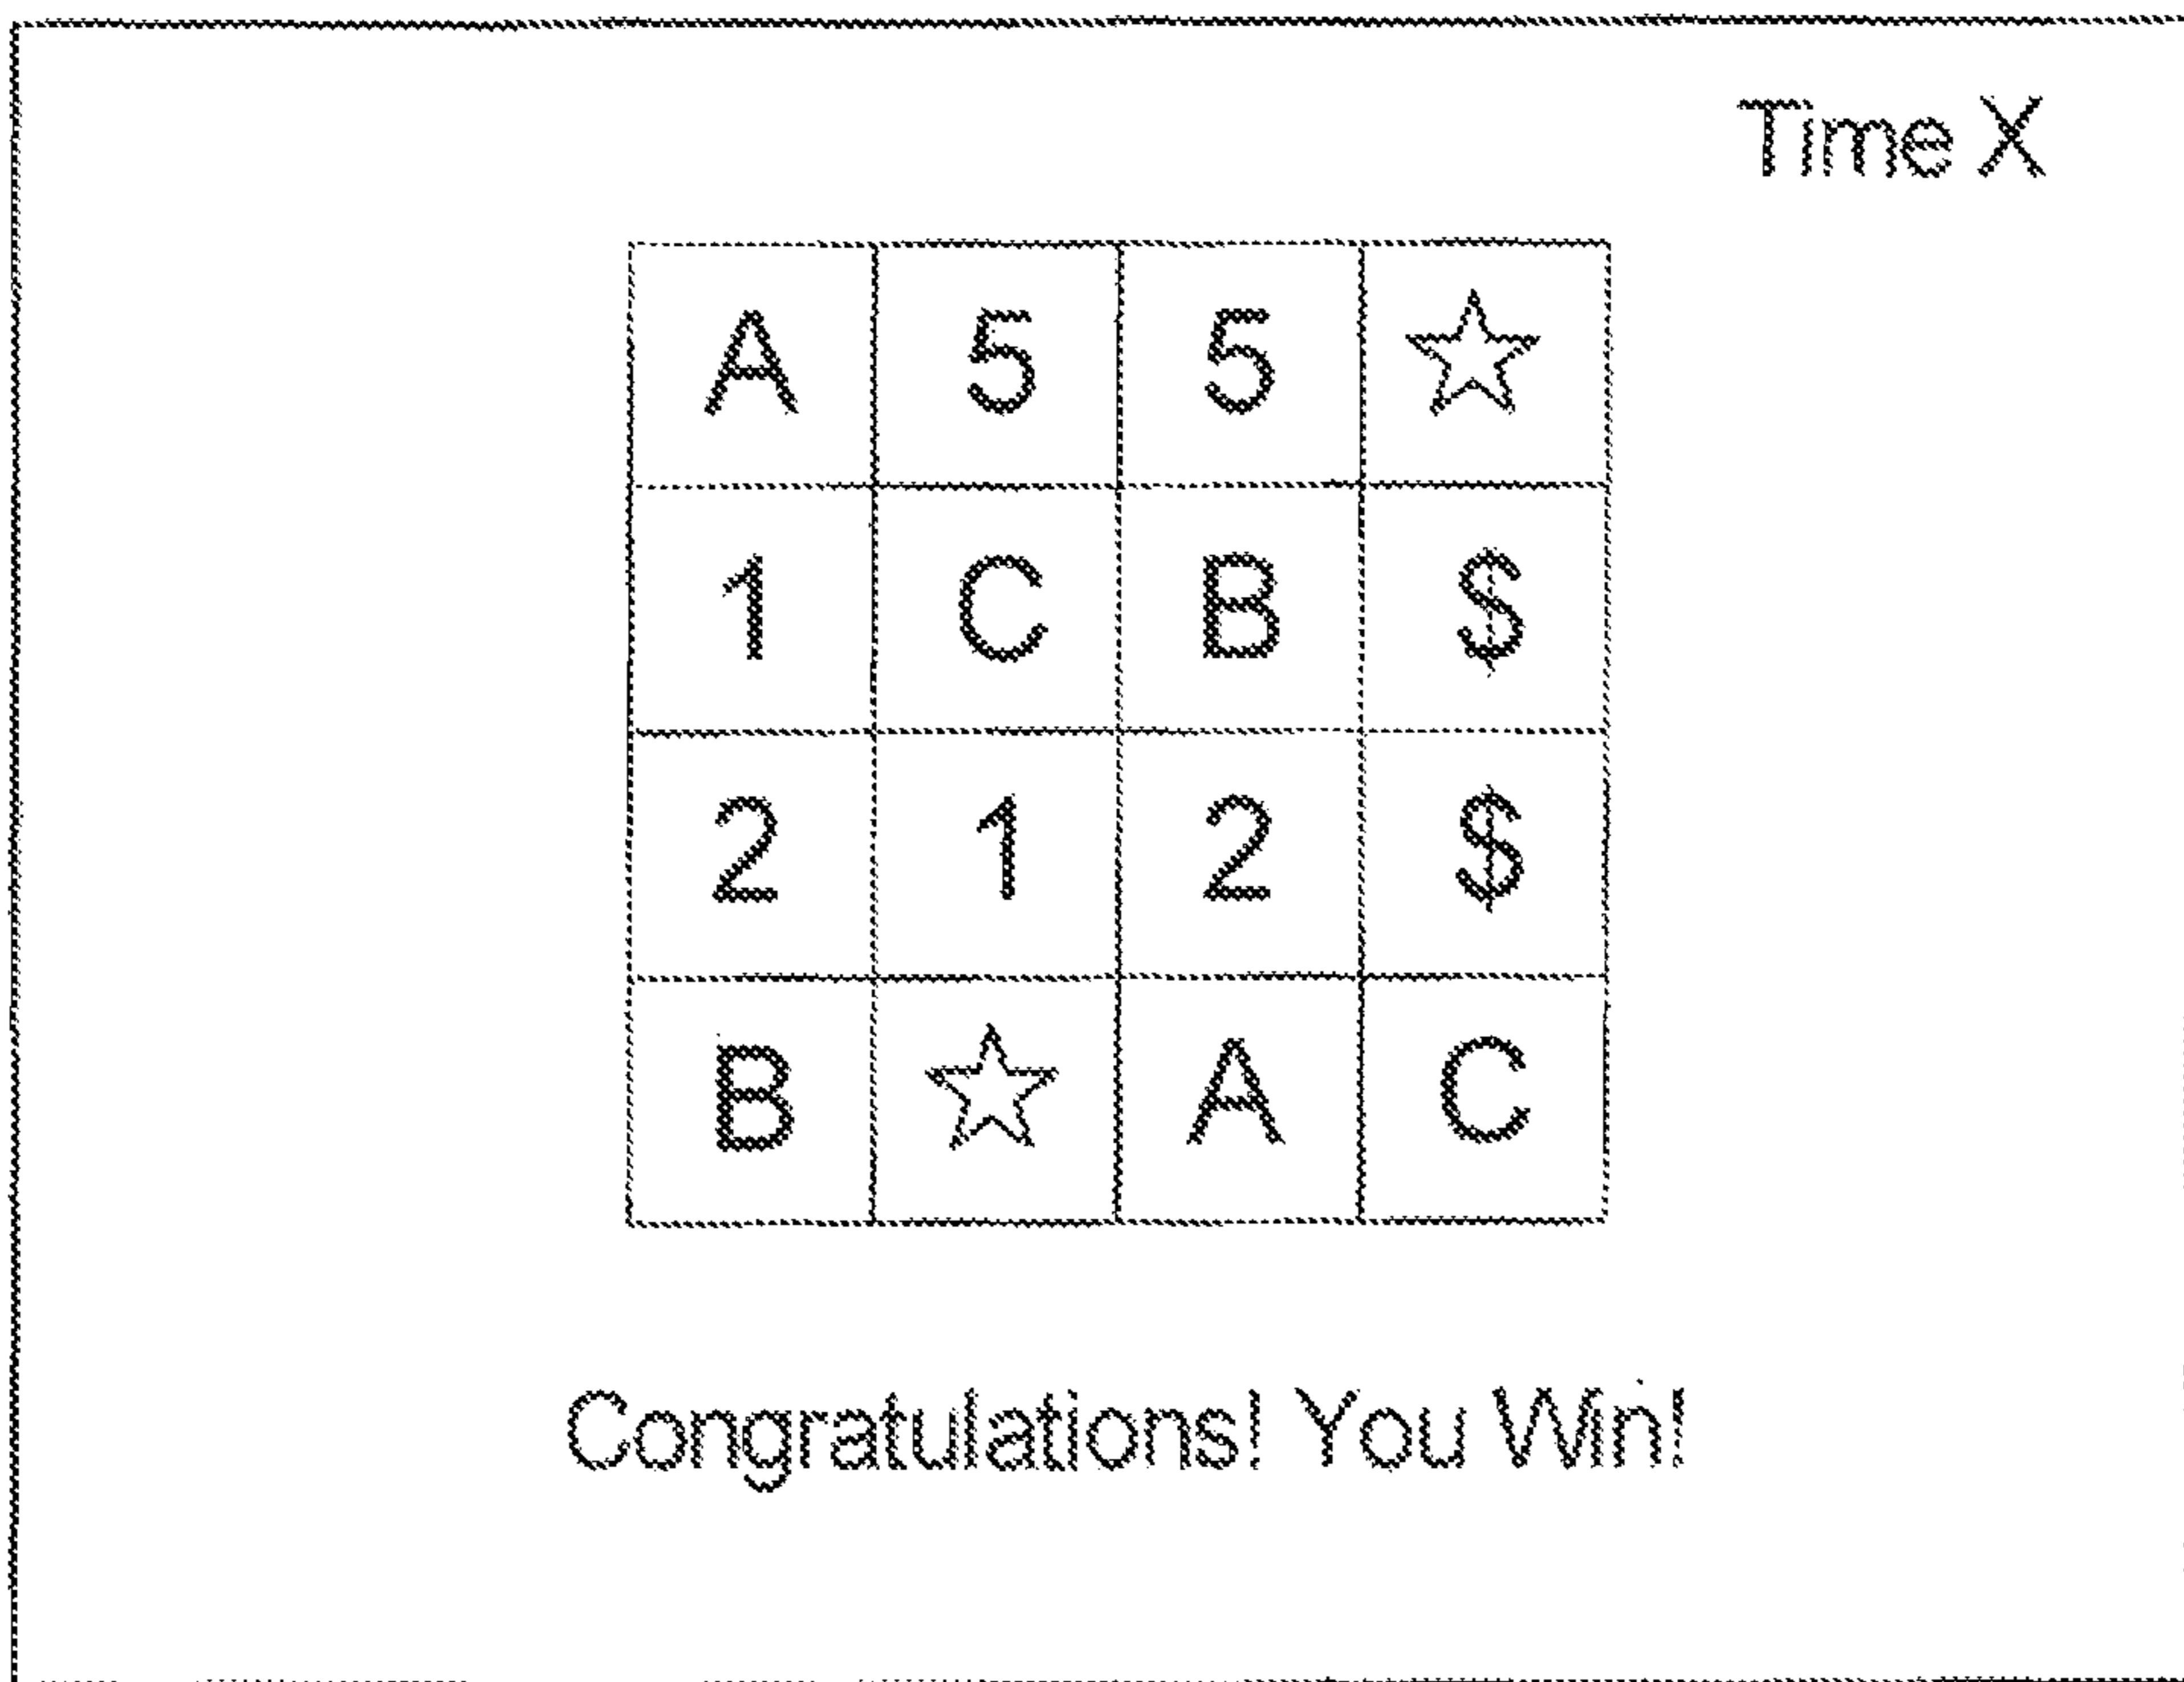 Time X
A 5 5 ☆
1 C B $
2 1 2 $
B ☆ A C
Congratulations! You Win!